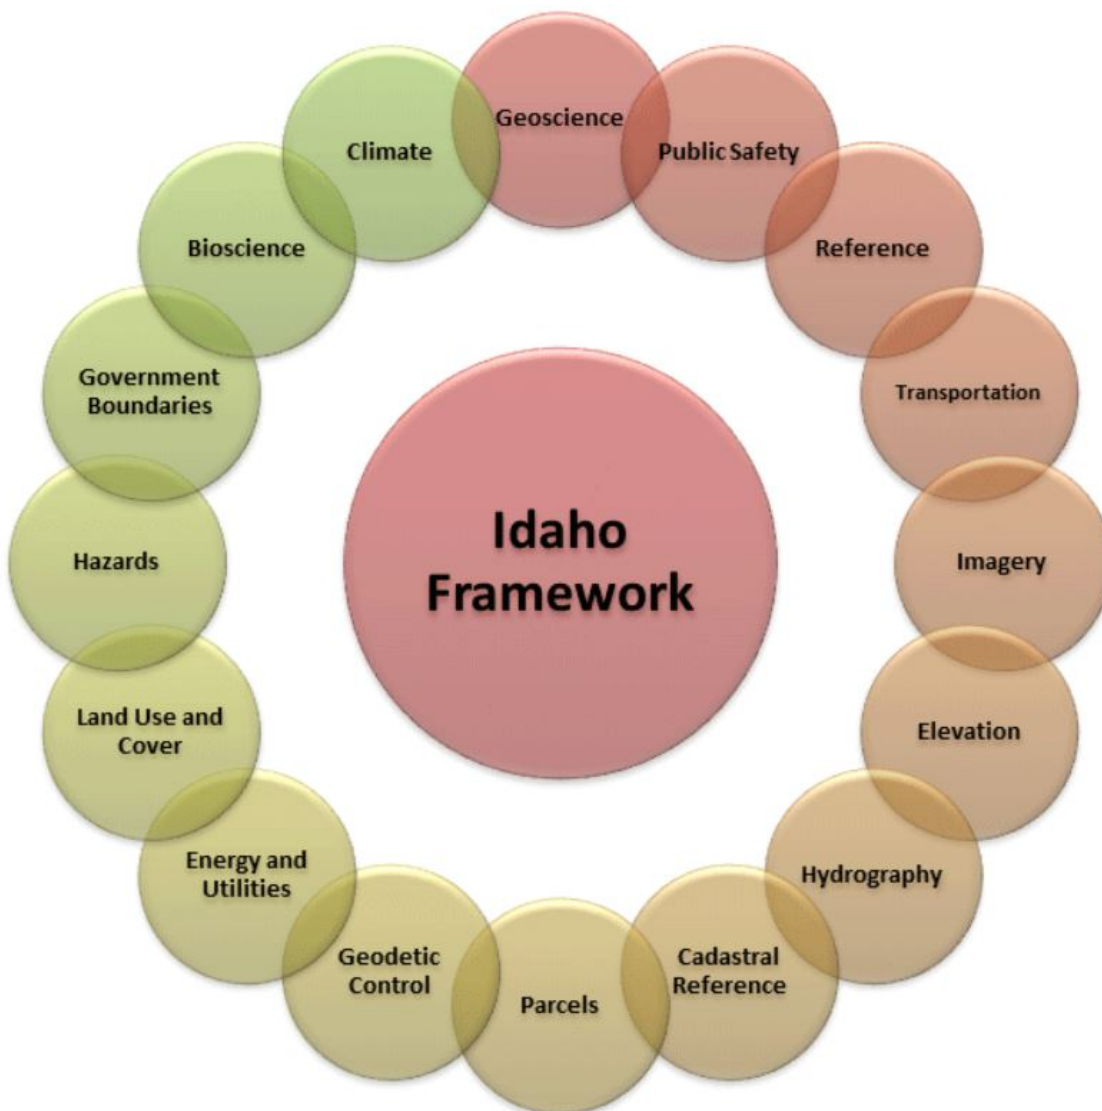 Geoscience
Public Safety
Reference
Transportation
Imagery
Elevation
Hydrography
Cadastral
Reference
Parcels
Geodetic
Control
Energy and
Utilities
Land Use and
Cover
Hazards
Government
Boundaries
Bioscience
Climate
Idaho
Framework